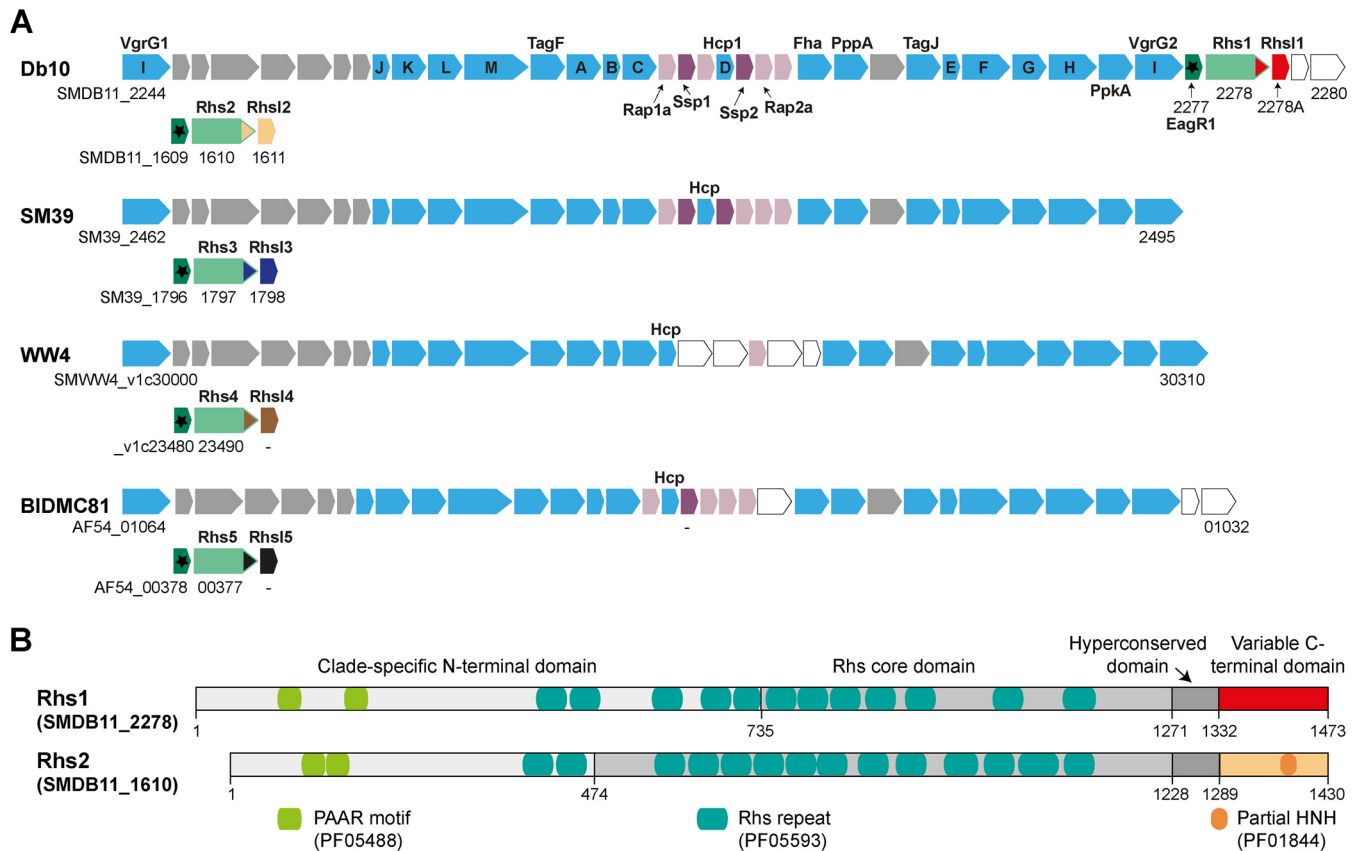 A
VgrG1 TagF Hcp1 Fha PppA TagJ VgrG2 Rhs1 RhsI1
Db10 I J K L M A B C D E F G H I
SMDB11_2244 Rap1a Ssp1 Ssp2 Rap2a PpkA 2277 2278 2278A 2280
EagR1
Rhs2 RhsI2
SMDB11_1609 1610 1611
Hcp
SM39
SM39_2462 2495
Rhs3 RhsI3
SM39_1796 1797 1798
Hcp
WW4
SMWW4_v1c30000 30310
Rhs4 RhsI4
_v1c23480 23490 -
Hcp
BIDMC81
AF54_01064 - 01032
Rhs5 RhsI5
AF54_00378 00377 -
B
Clade-specific N-terminal domain Rhs core domain Hyperconserved domain Variable C-terminal domain
Rhs1
(SMDB11_2278)
1 735 1271 1332 1473
Rhs2
(SMDB11_1610)
1 474 1228 1289 1430
PAAR motif Rhs repeat Partial HNH
(PF05488) (PF05593) (PF01844)